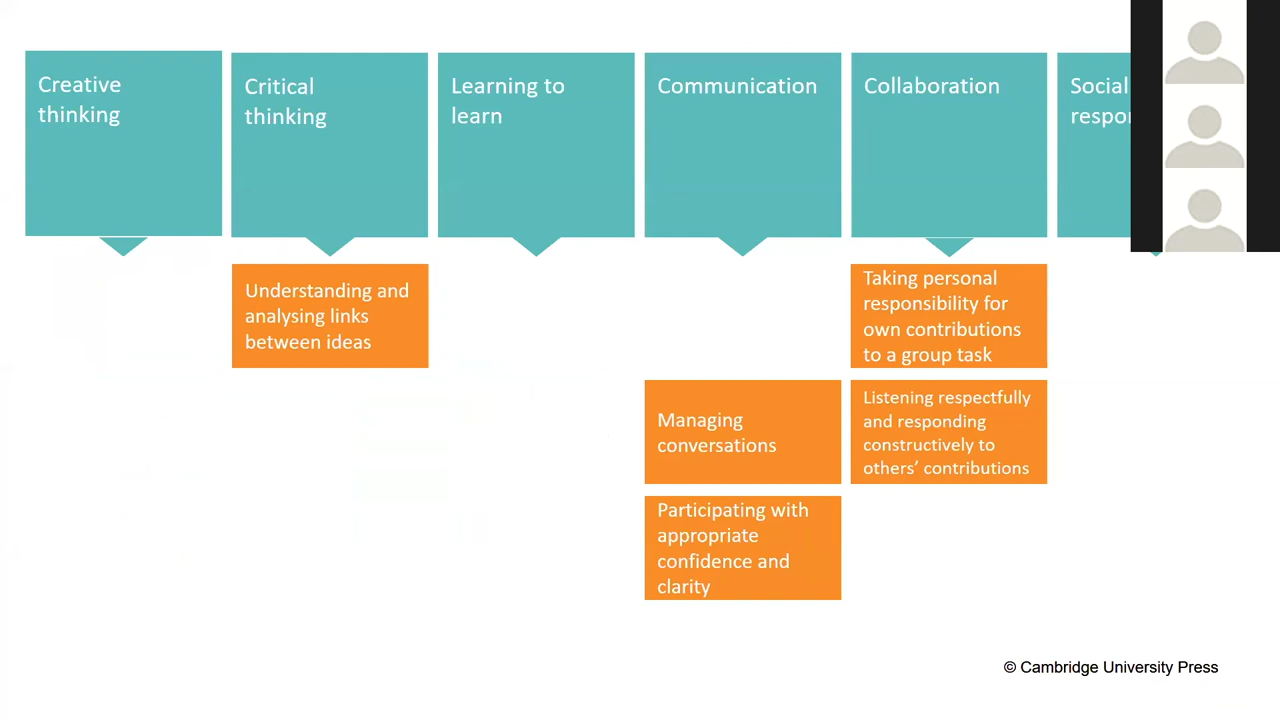 Creative
thinking
Critical
thinking
Learning to
learn
Communication
Collaboration
Social
Understanding and
analysing links
between ideas
Taking personal
responsibility for
own contributions
to a group task
Managing
conversations
Listening respectfully
and responding
constructively to
others' contributions
Participating with
appropriate
confidence and
clarity
© Cambridge University Press